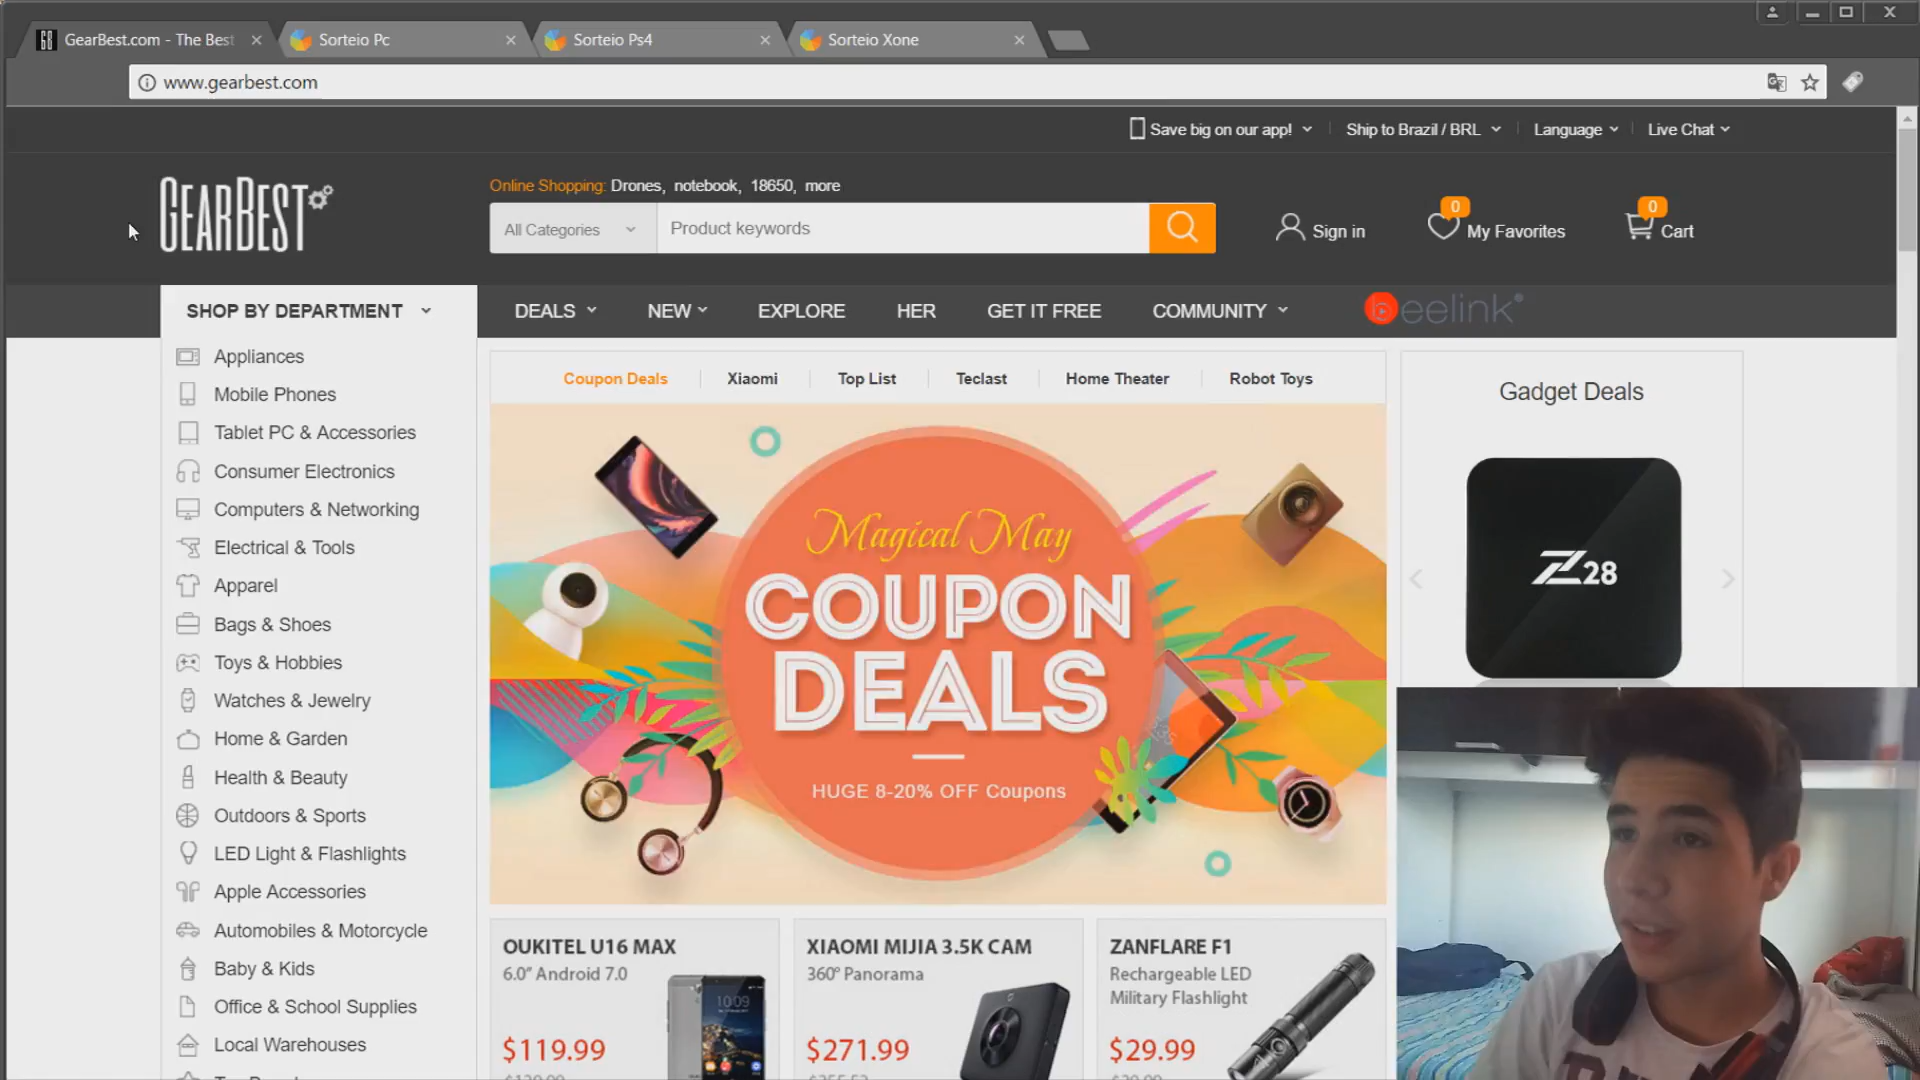 GearBest.com - The Best
Sorteio Pc
Sorteio Ps4
Sorteio Xone
www.gearbest.com
Save big on our app!
Ship to Brazil / BRL
Language
Live Chat
GEARBEST
Online Shopping: Drones, notebook, 18650, more
All Categories
Product keywords
Sign in
0
My Favorites
0
Cart
SHOP BY DEPARTMENT
DEALS
NEW
EXPLORE
HER
GET IT FREE
COMMUNITY
beelink
Appliances
Mobile Phones
Tablet PC & Accessories
Consumer Electronics
Computers & Networking
Electrical & Tools
Apparel
Bags & Shoes
Toys & Hobbies
Watches & Jewelry
Home & Garden
Health & Beauty
Outdoors & Sports
LED Light & Flashlights
Apple Accessories
Automobiles & Motorcycle
Baby & Kids
Office & School Supplies
Local Warehouses
Coupon Deals
Xiaomi
Top List
Teclast
Home Theater
Robot Toys
Magical May
COUPON
DEALS
HUGE 8-20% OFF Coupons
Gadget Deals
Z28
OUKITEL U16 MAX
6.0" Android 7.0
10:09
$119.99
XIAOMI MIJIA 3.5K CAM
360° Panorama
$271.99
ZANFLARE F1
Rechargeable LED
Military Flashlight
$29.99